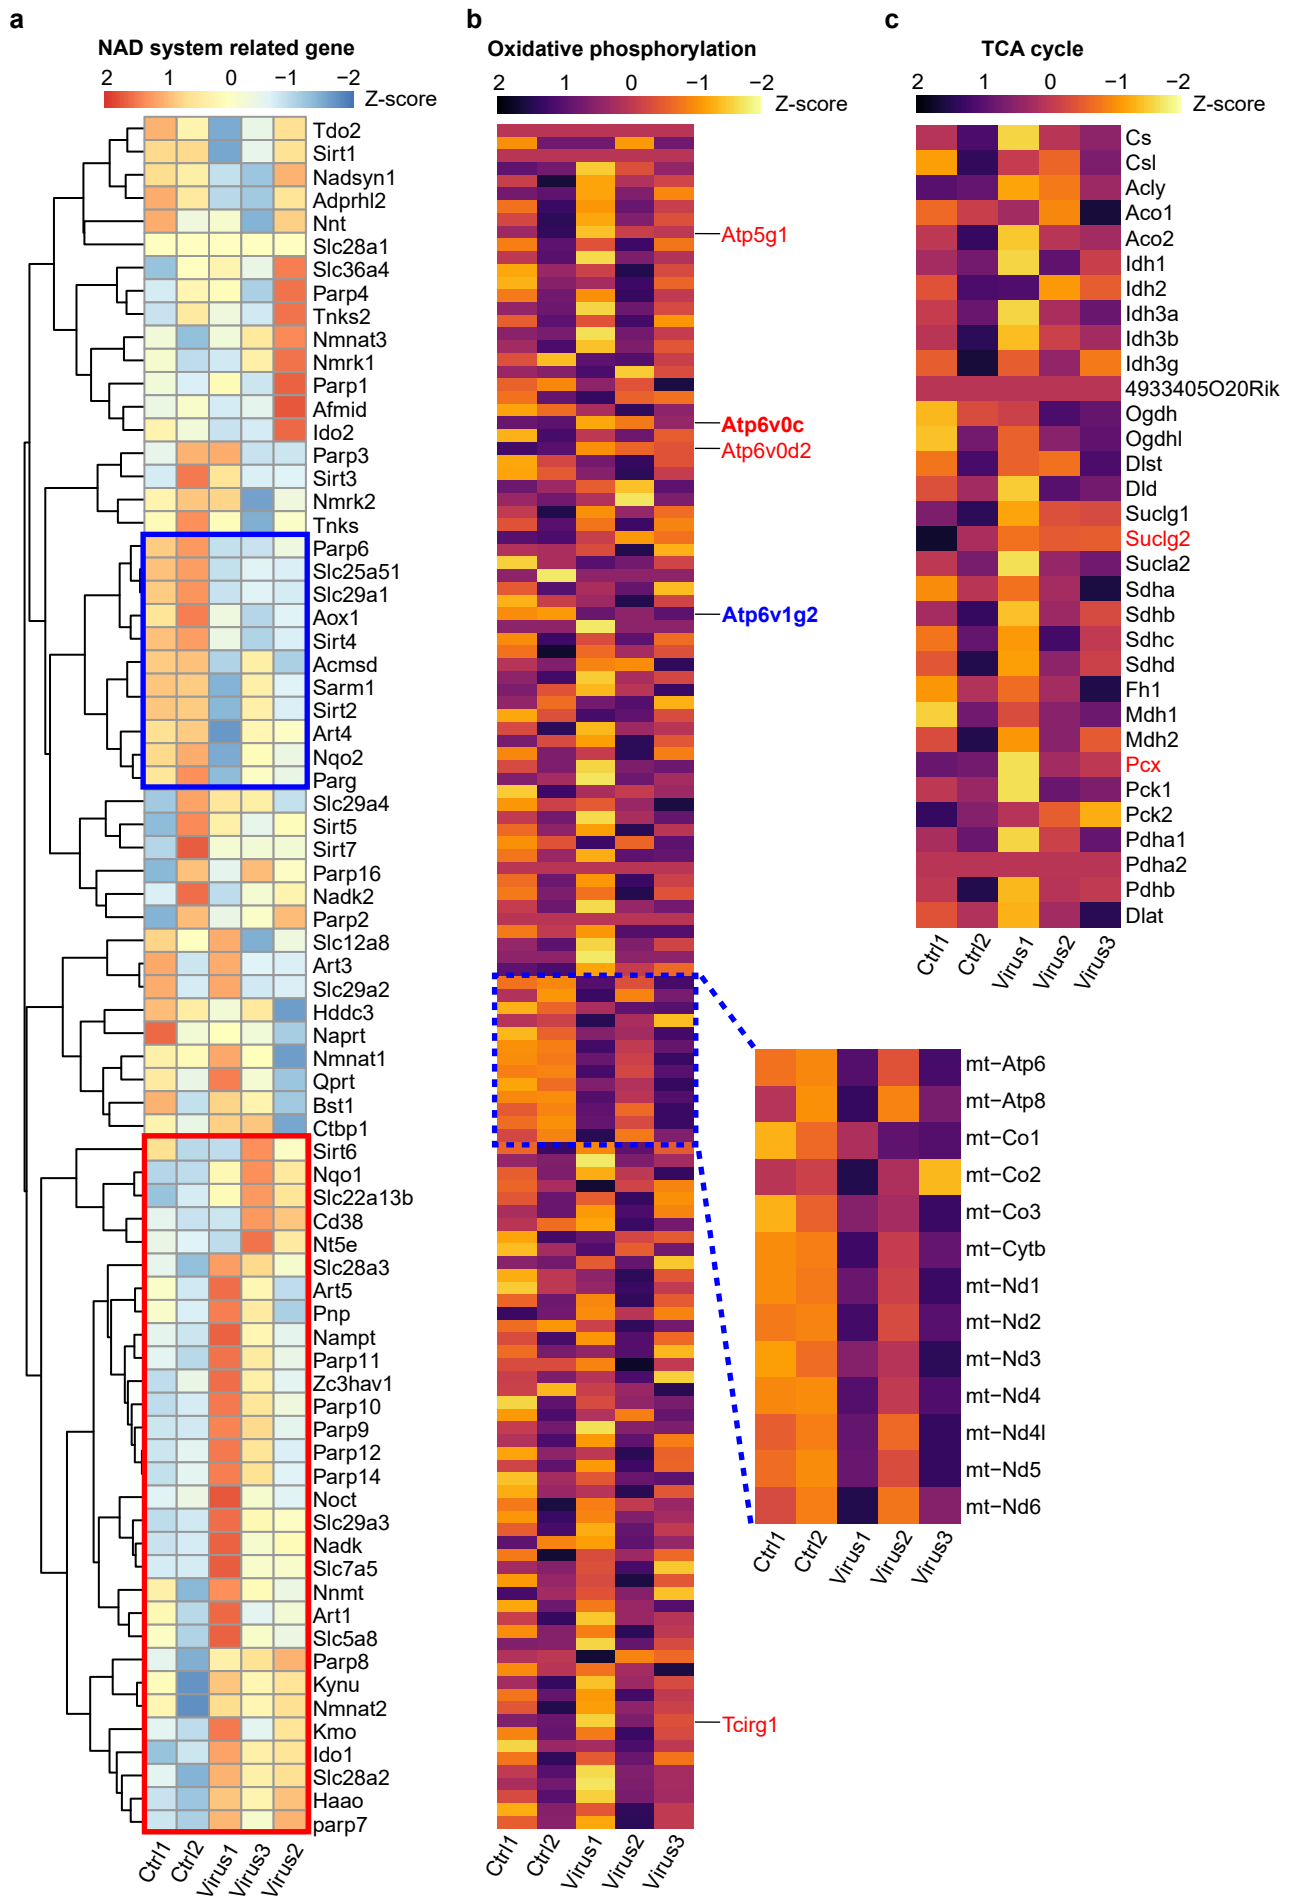 a
NAD system related gene
2 1 0 −1 −2
Z-score
Tdo2
Sirt1
Nadsyn1
Adprhl2
Nnt
Slc28a1
Slc36a4
Parp4
Tnks2
Nmnat3
Nmrk1
Parp1
Afmid
Ido2
Parp3
Sirt3
Nmrk2
Tnks
Parp6
Slc25a51
Slc29a1
Aox1
Sirt4
Acmsd
Sarm1
Sirt2
Art4
Nqo2
Parg
Slc29a4
Sirt5
Sirt7
Parp16
Nadk2
Parp2
Slc12a8
Art3
Slc29a2
Hddc3
Naprt
Nmnat1
Qprt
Bst1
Ctbp1
Sirt6
Nqo1
Slc22a13b
Cd38
Nt5e
Slc28a3
Art5
Pnp
Nampt
Parp11
Zc3hav1
Parp10
Parp9
Parp12
Parp14
Noct
Slc29a3
Nadk
Slc7a5
Nnmt
Art1
Slc5a8
Parp8
Kynu
Nmnat2
Kmo
Ido1
Slc28a2
Haao
parp7
Ctrl1 Ctrl2 Virus1 Virus3 Virus2
b
Oxidative phosphorylation
2 1 0 −1 −2
Z-score
Atp5g1
Atp6v0c
Atp6v0d2
Atp6v1g2
Tcirg1
Ctrl1 Ctrl2 Virus1 Virus2 Virus3
mt−Atp6
mt−Atp8
mt−Co1
mt−Co2
mt−Co3
mt−Cytb
mt−Nd1
mt−Nd2
mt−Nd3
mt−Nd4
mt−Nd4l
mt−Nd5
mt−Nd6
Ctrl1 Ctrl2 Virus1 Virus2 Virus3
c
TCA cycle
2 1 0 −1 −2
Z-score
Cs
Csl
Acly
Aco1
Aco2
Idh1
Idh2
Idh3a
Idh3b
Idh3g
4933405O20Rik
Ogdh
Ogdhl
Dlst
Dld
Suclg1
Suclg2
Sucla2
Sdha
Sdhb
Sdhc
Sdhd
Fh1
Mdh1
Mdh2
Pcx
Pck1
Pck2
Pdha1
Pdha2
Pdhb
Dlat
Ctrl1 Ctrl2 Virus1 Virus2 Virus3